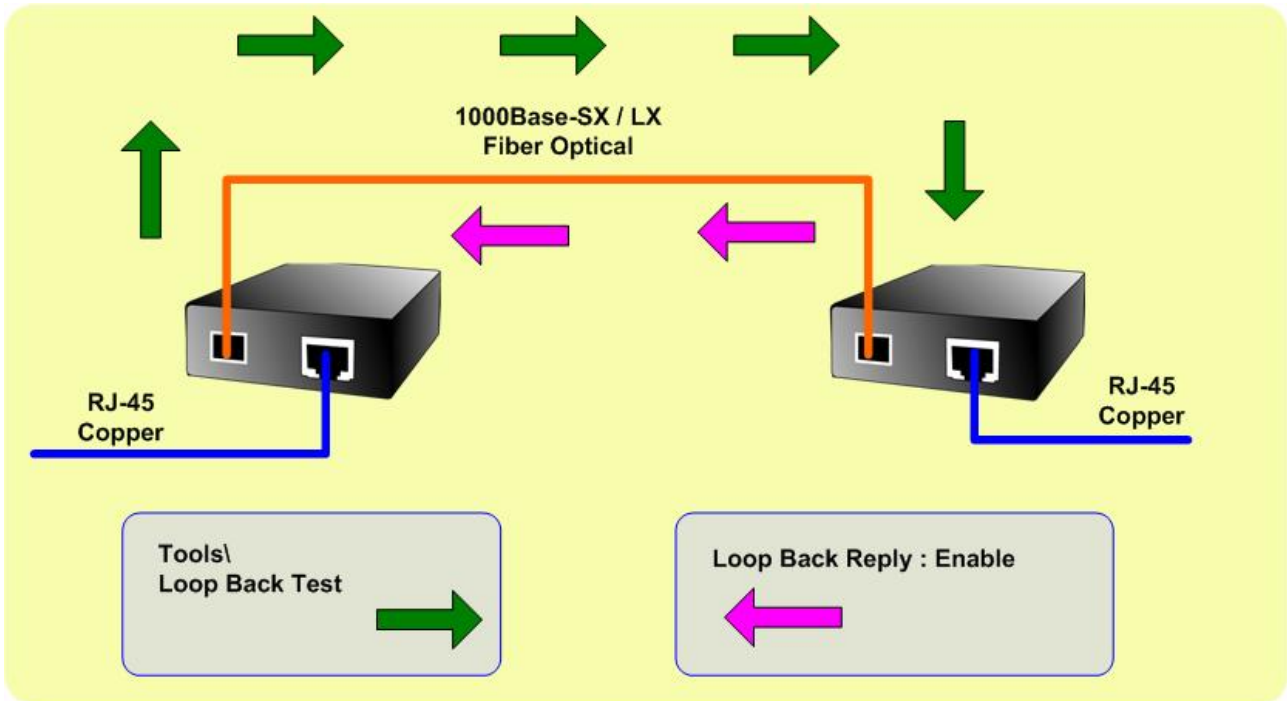 1000Base-SX / LX
Fiber Optical
RJ-45
Copper
RJ-45
Copper
Tools\
Loop Back Test
Loop Back Reply : Enable